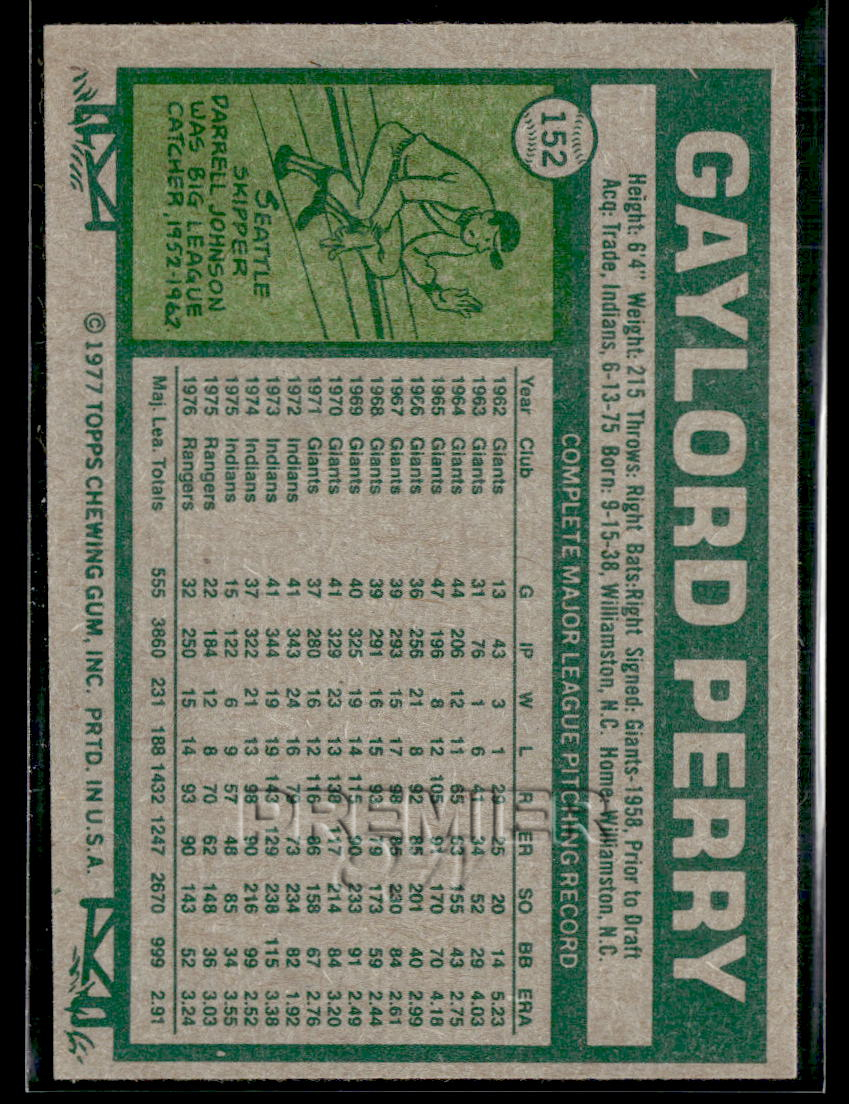 152
GAYLORD PERRY
Height: 6'4" Weight: 215 Throws: Right Bats: Right Signed: Giants-1958, Prior to Draft
Acq: Trade, Indians, 6-13-75 Born: 9-15-38, Williamston, N.C. Home: Williamston, N.C.
COMPLETE MAJOR LEAGUE PITCHING RECORD
Year Club G IP W L R ER SO BB ERA
1962 Giants 13 43 3 1 29 25 20 14 5.23
1963 Giants 31 76 1 6 41 34 52 29 4.03
1964 Giants 44 206 12 11 65 63 155 43 2.75
1965 Giants 47 196 8 12 105 91 170 70 4.18
1966 Giants 36 256 21 8 92 85 201 40 2.99
1967 Giants 39 293 15 17 98 85 230 84 2.61
1968 Giants 39 291 16 15 93 79 173 59 2.44
1969 Giants 40 325 19 14 115 90 233 91 2.49
1970 Giants 41 329 23 13 138 117 214 84 3.20
1971 Giants 37 280 16 12 116 86 158 67 2.76
1972 Indians 41 343 24 16 79 73 234 82 1.92
1973 Indians 41 344 19 19 143 129 238 115 3.38
1974 Indians 37 322 21 13 98 90 216 99 2.52
1975 Indians 15 122 6 9 57 48 85 34 3.55
1975 Rangers 22 184 12 8 70 62 148 36 3.03
1976 Rangers 32 250 15 14 93 90 143 52 3.24
Maj. Lea. Totals 555 3860 231 188 1432 1247 2670 999 2.91
SEATTLE
SKIPPER
DARRELL JOHNSON
WAS BIG LEAGUE
CATCHER, 1952-1962
© 1977 TOPPS CHEWING GUM, INC. PRTD. IN U.S.A.
PREMIER